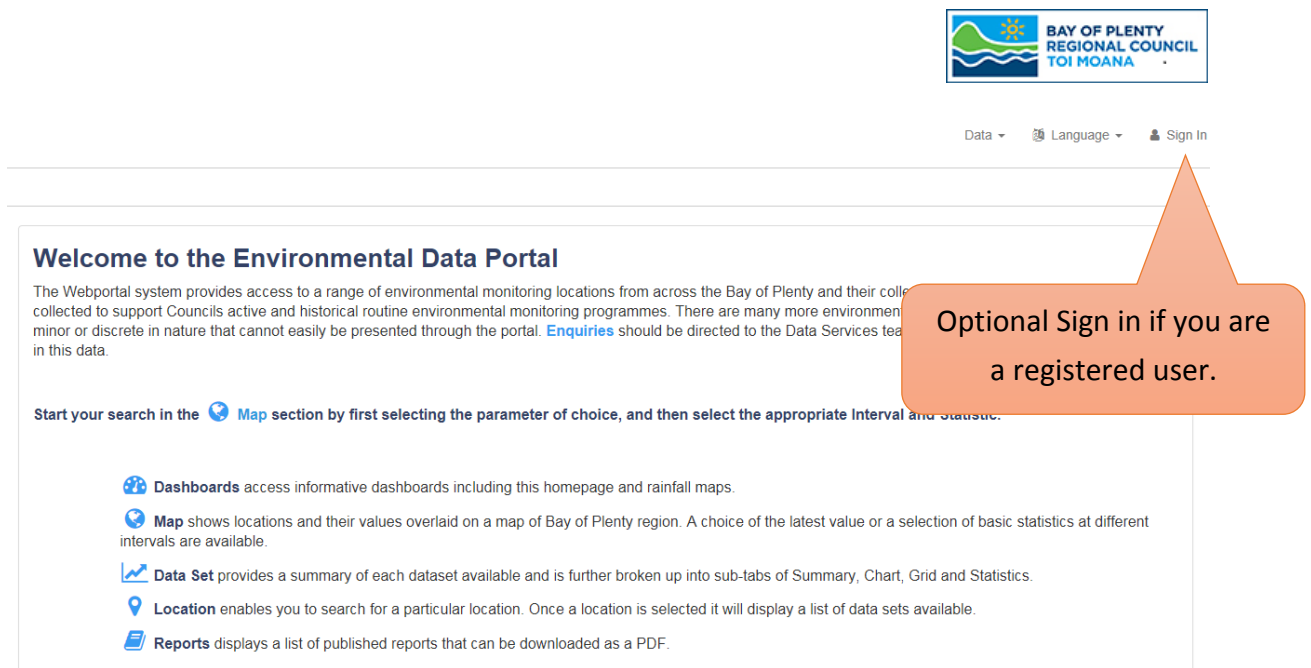 BAY OF PLENTY
REGIONAL COUNCIL
TOI MOANA
Data
Language
Sign In
Welcome to the Environmental Data Portal
The Webportal system provides access to a range of environmental monitoring locations from across the Bay of Plenty and their
collected to support Councils active and historical routine environmental monitoring programmes. There are many more
minor or discrete in nature that cannot easily be presented through the portal. Enquiries should be directed to the Data Services
in this data.
Optional Sign in if you are
a registered user.
Start your search in the Map section by first selecting the parameter of choice, and then select the appropriate Interval and Statistic.
Dashboards access informative dashboards including this homepage and rainfall maps.
Map shows locations and their values overlaid on a map of Bay of Plenty region. A choice of the latest value or a selection of basic statistics at different
intervals are available.
Data Set provides a summary of each dataset available and is further broken up into sub-tabs of Summary, Chart, Grid and Statistics.
Location enables you to search for a particular location. Once a location is selected it will display a list of data sets available.
Reports displays a list of published reports that can be downloaded as a PDF.